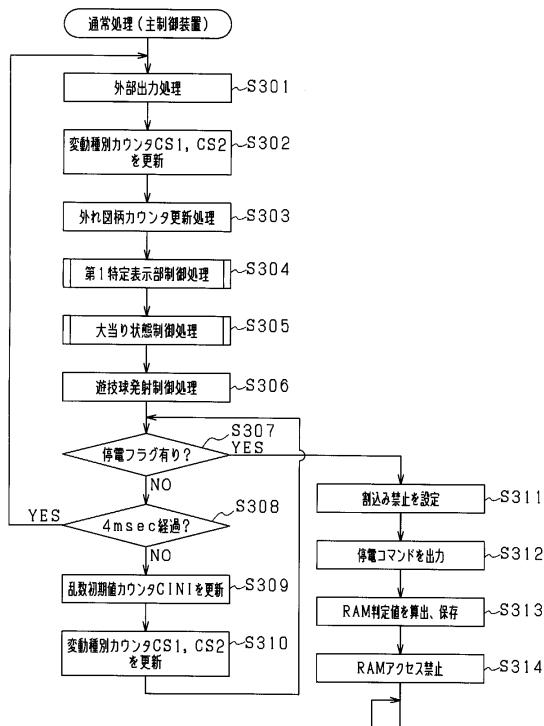 通常処理(主制御装置)
外部出力処理
S301
変動種別カウンタCS1,CS2
を更新
S302
外れ図柄カウンタ更新処理
S303
第1特定表示部制御処理
S304
大当り状態制御処理
S305
遊技球発射制御処理
S306
停電フラグ有り?
S307
YES
NO
4msec経過?
S308
YES
NO
乱数初期値カウンタCINIを更新
S309
変動種別カウンタCS1,CS2
を更新
S310
割込み禁止を設定
S311
停電コマンドを出力
S312
RAM判定値を算出、保存
S313
RAMアクセス禁止
S314